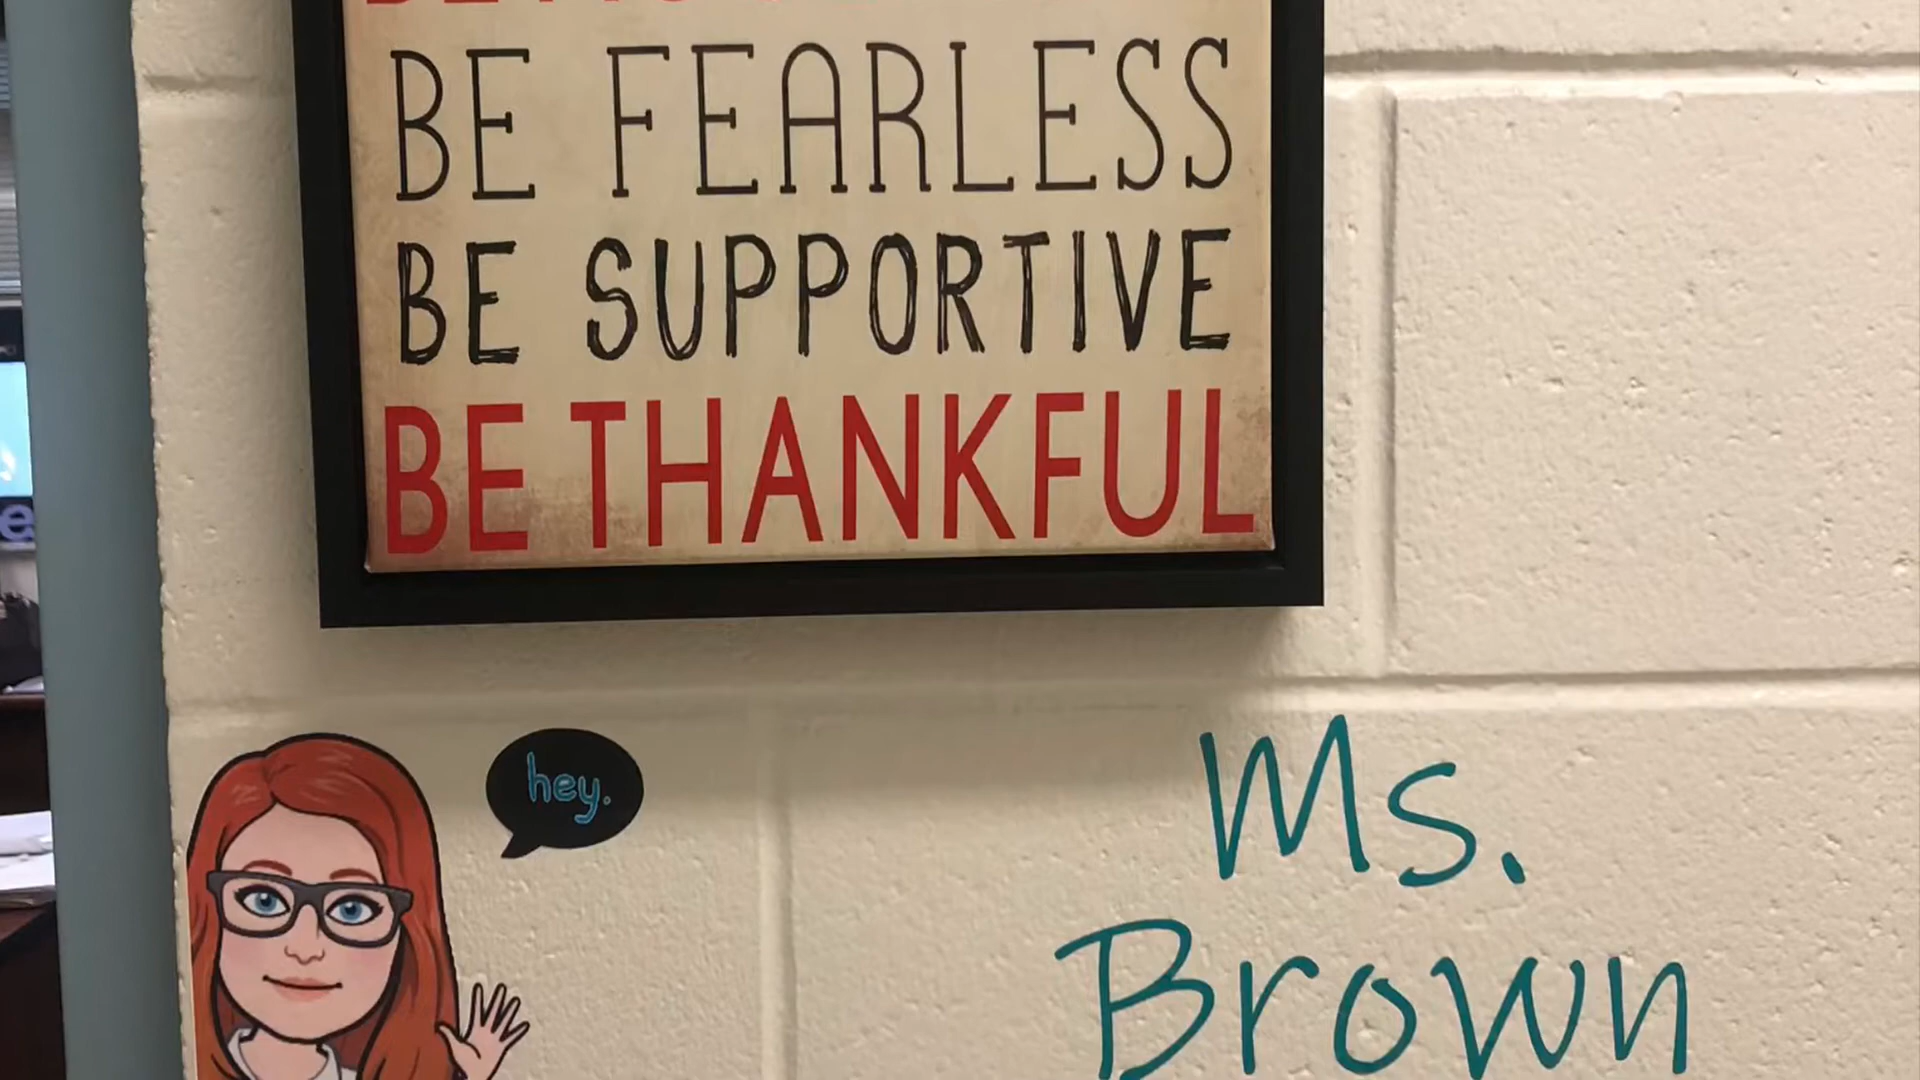 BE FEARLESS
BE SUPPORTIVE
BE THANKFUL
hey.
Ms.
Brown
e